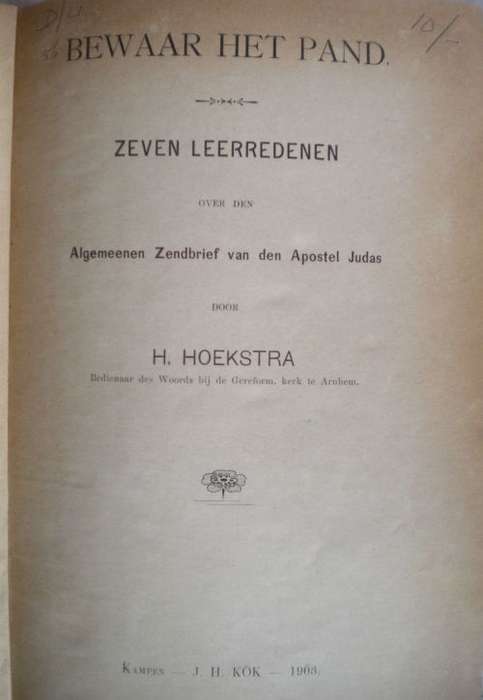 10/-
BEWAAR HET PAND.
ZEVEN LEERREDENEN
OVER DEN
Algemeenen Zendbrief van den Apostel Judas
DOOR
H. HOEKSTRA
Bedienaar des Woords bij de Gereform. kerk te Arnhem.
KAMPEN — J. H. KOK — 1903.